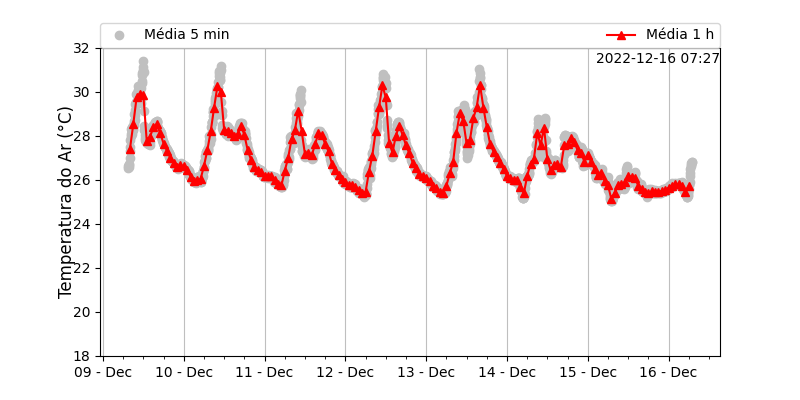 Média 5 min
Média 1 h
2022-12-16 07:27
Temperatura do Ar (°C)
32
30
28
26
24
22
20
18
09 - Dec
10 - Dec
11 - Dec
12 - Dec
13 - Dec
14 - Dec
15 - Dec
16 - Dec